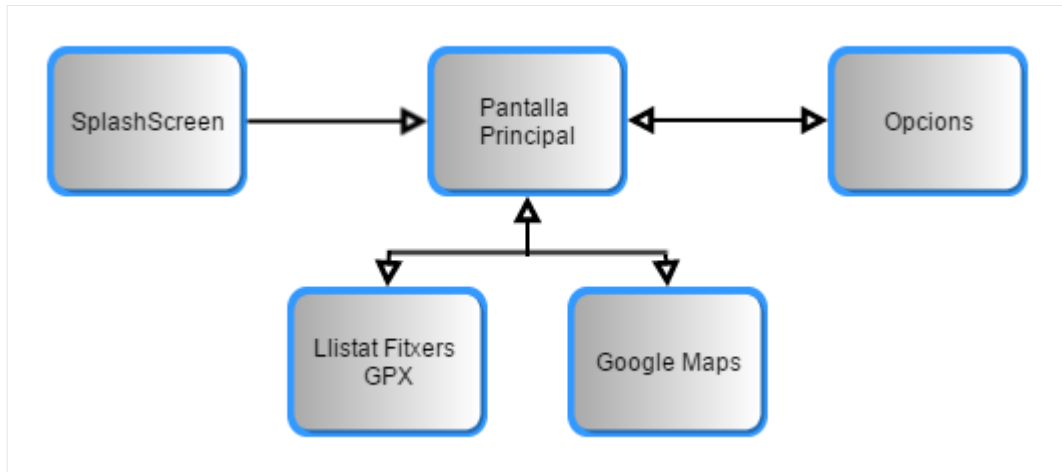 SplashScreen
Pantalla
Principal
Opcions
Llistat Fitxers
GPX
Google Maps